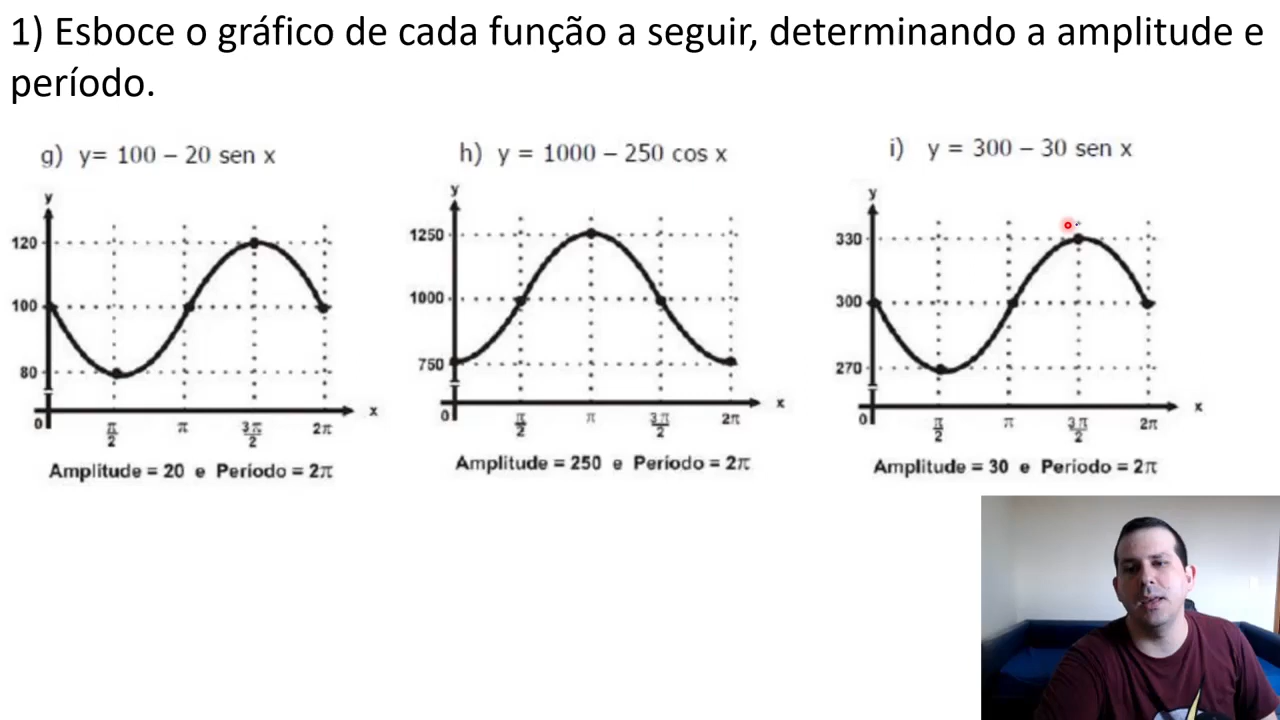 1) Esboce o gráfico de cada função a seguir, determinando a amplitude e
período.
g) y= 100 – 20 sen x
y
120
100
80
0
π/2
π
3π/2
2π
x
Amplitude = 20 e Período = 2π
h) y = 1000 – 250 cos x
y
1250
1000
750
0
π/2
π
3π/2
2π
x
Amplitude = 250 e Período = 2π
i) y = 300 – 30 sen x
y
330
300
270
0
π/2
π
3π/2
2π
x
Amplitude = 30 e Período = 2π